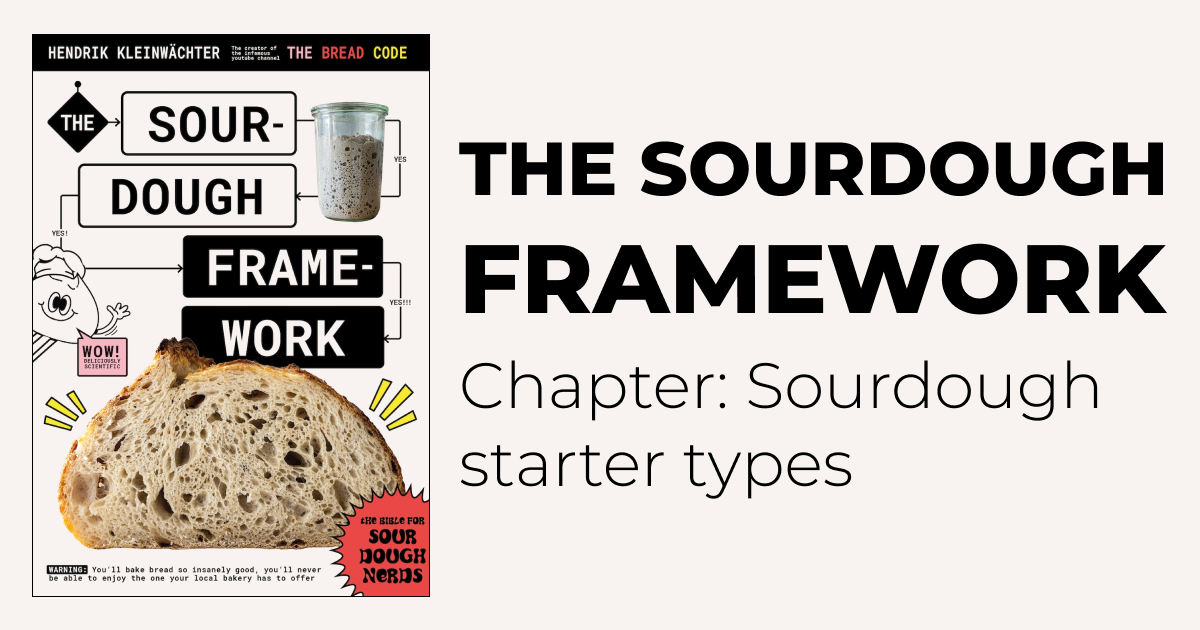 HENDRIK KLEINWÄCHTER
The creator of
the infamous
youtube channel
THE BREAD CODE
THE
SOUR-
YES
DOUGH
YES!
FRAME-
YES!!!
WORK
WOW!
DELICIOUSLY
SCIENTIFIC
THE BIBLE FOR
SOUR
DOUGH
NERDS
WARNING: You'll bake bread so insanely good, you'll never
be able to enjoy the one your local bakery has to offer
THE SOURDOUGH
FRAMEWORK
Chapter: Sourdough
starter types